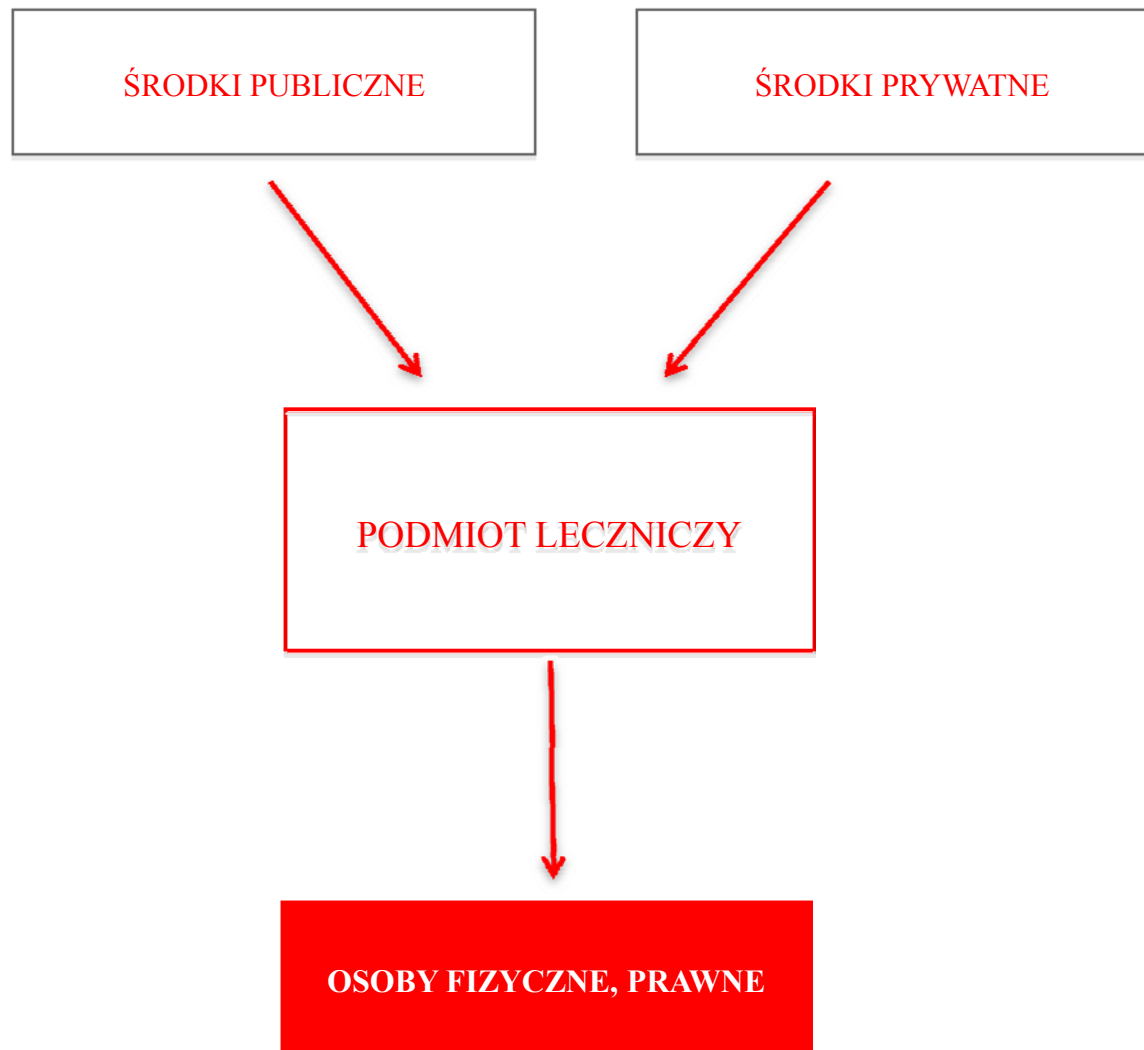 ŚRODKI PUBLICZNE
ŚRODKI PRYWATNE
PODMIOT LECZNICZY
OSOBY FIZYCZNE, PRAWNE